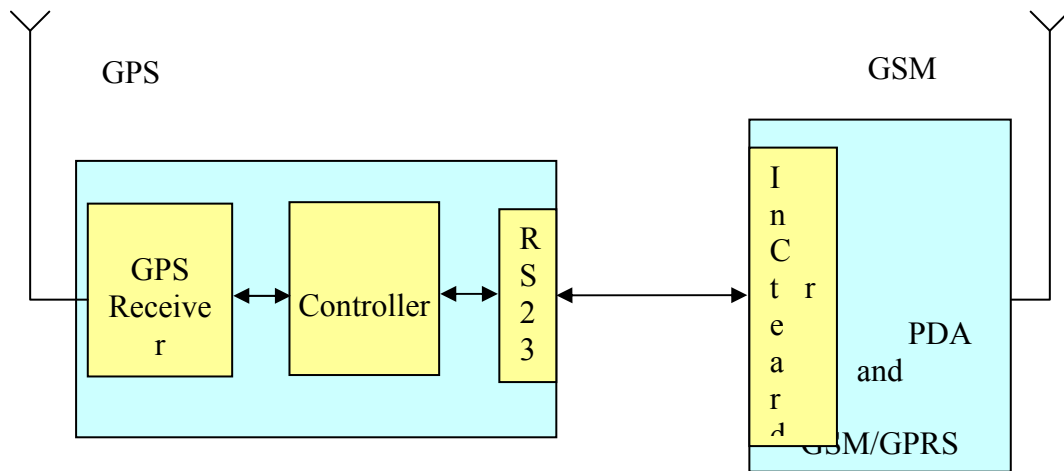 GPS
GSM
GPS
Receive
r
Controller
R
S
2
3
I
n
C
t r
e
a
r
d
PDA
and
GSM/GPRS